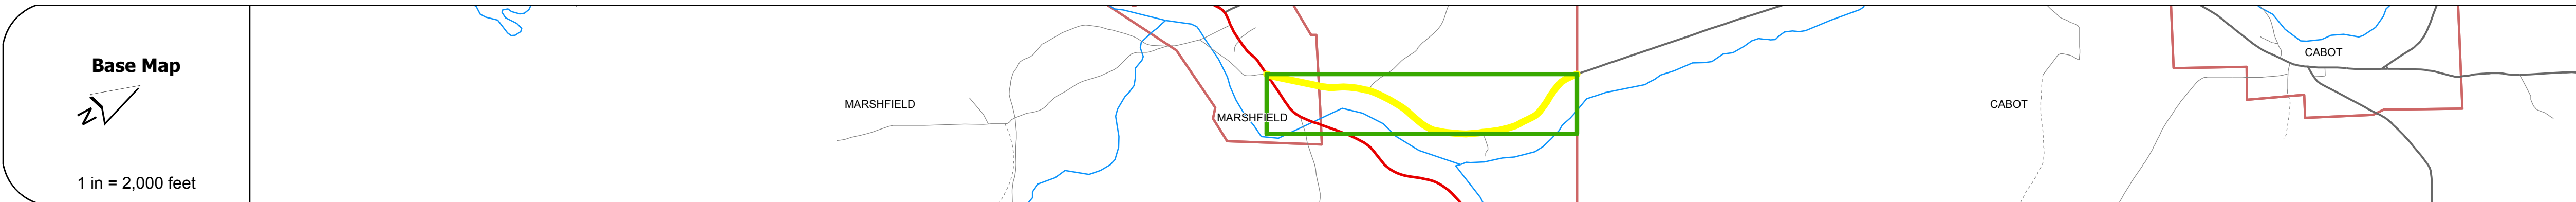 Base Map
N
1 in = 2,000 feet
MARSHFIELD
MARSHFIELD
CABOT
CABOT